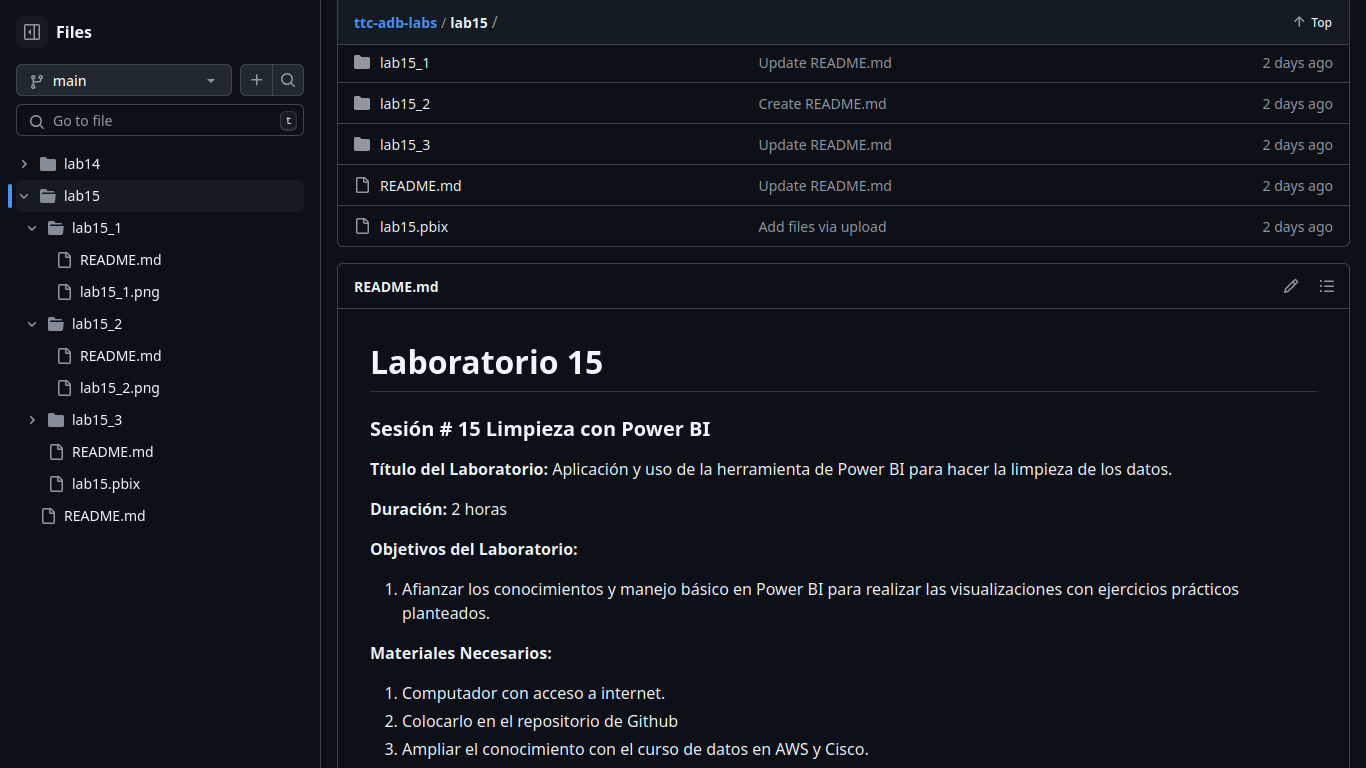 Files
main
Go to file
t
lab14
lab15
lab15_1
README.md
lab15_1.png
lab15_2
README.md
lab15_2.png
lab15_3
README.md
lab15.pbix
README.md
ttc-adb-labs / lab15 /
Top
lab15_1 Update README.md 2 days ago
lab15_2 Create README.md 2 days ago
lab15_3 Update README.md 2 days ago
README.md Update README.md 2 days ago
lab15.pbix Add files via upload 2 days ago
README.md
Laboratorio 15
Sesión # 15 Limpieza con Power BI
Título del Laboratorio: Aplicación y uso de la herramienta de Power BI para hacer la limpieza de los datos.
Duración: 2 horas
Objetivos del Laboratorio:
1. Afianzar los conocimientos y manejo básico en Power BI para realizar las visualizaciones con ejercicios prácticos
planteados.
Materiales Necesarios:
1. Computador con acceso a internet.
2. Colocarlo en el repositorio de Github
3. Ampliar el conocimiento con el curso de datos en AWS y Cisco.